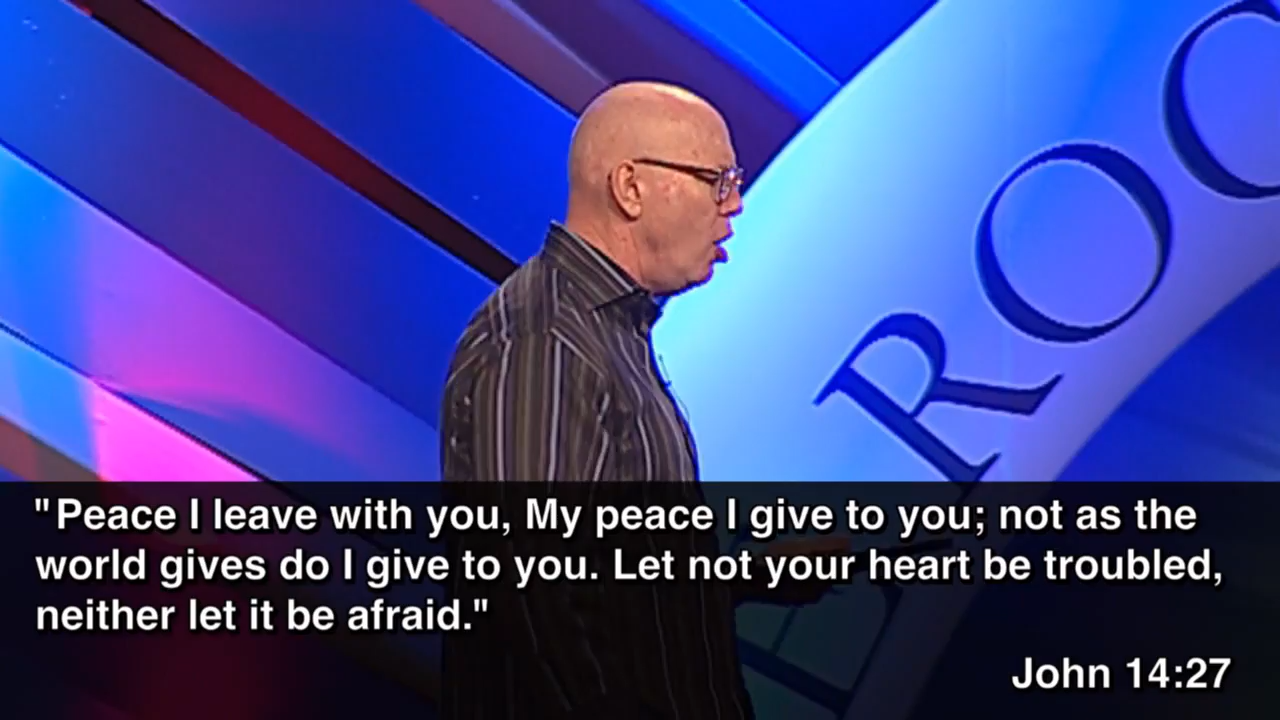 ROC
"Peace I leave with you, My peace I give to you; not as the
world gives do I give to you. Let not your heart be troubled,
neither let it be afraid."
John 14:27